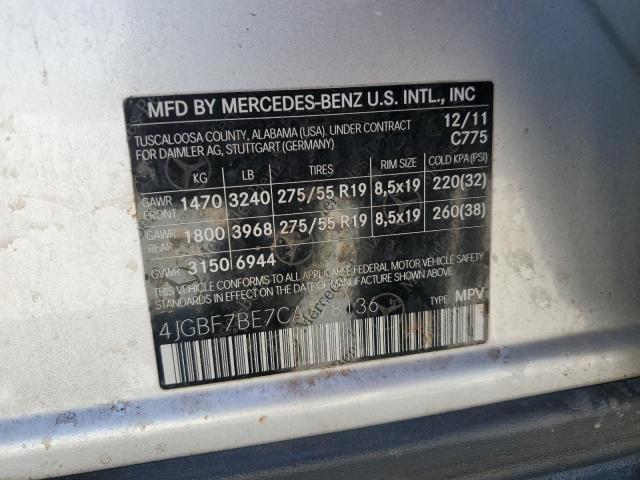 MFD BY MERCEDES-BENZ U.S. INTL., INC
TUSCALOOSA COUNTY, ALABAMA (USA). UNDER CONTRACT 12/11
FOR DAIMLER AG, STUTTGART (GERMANY) C775
KG LB TIRES RIM SIZE COLD KPA(PSI)
GAWR FRONT 1470 3240 275/55 R19 8,5x19 220(32)
GAWR REAR 1800 3968 275/55 R19 8,5x19 260(38)
GVWR 3150 6944
THIS VEHICLE CONFORMS TO ALL APPLICABLE FEDERAL MOTOR VEHICLE SAFETY
STANDARDS IN EFFECT ON THE DATE OF MANUFACTURE SHOWN ABOVE.
TYPE: MPV